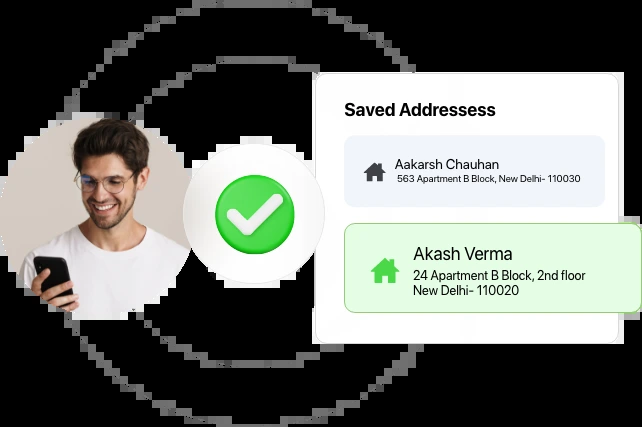 Saved Addressess
Aakarsh Chauhan
563 Apartment B Block, New Delhi- 110030
Akash Verma
24 Apartment B Block, 2nd floor
New Delhi- 110020